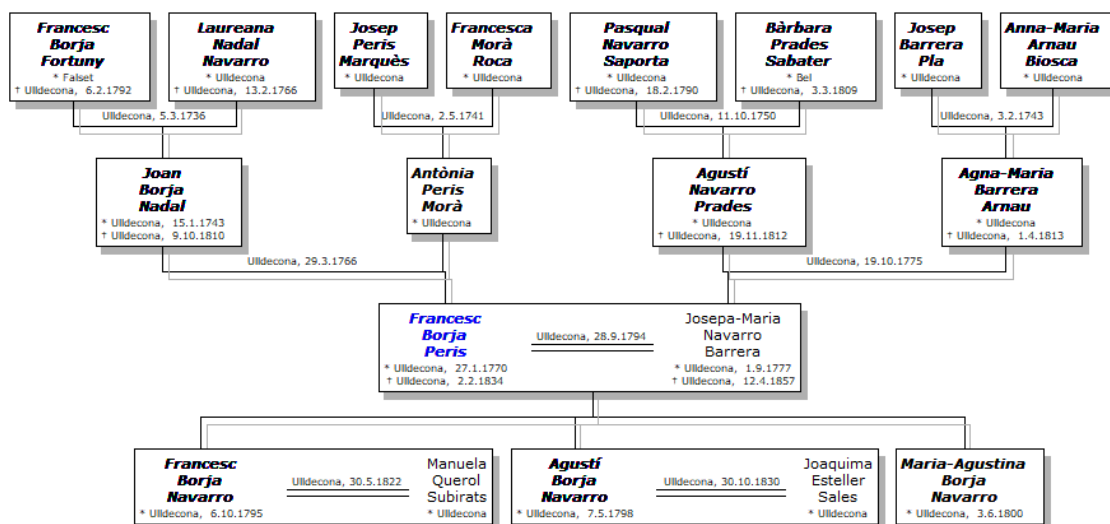 Francesc
Borja
Fortuny
* Falset
† Ulldecona, 6.2.1792
Laureana
Nadal
Navarro
* Ulldecona
† Ulldecona, 13.2.1766
Josep
Peris
Marquès
* Ulldecona
Francesca
Morà
Roca
* Ulldecona
Pasqual
Navarro
Saporta
* Ulldecona
† Ulldecona, 18.2.1790
Bàrbara
Prades
Sabater
* Bel
† Ulldecona, 3.3.1809
Josep
Barrera
Pla
* Ulldecona
Anna-Maria
Arnau
Biosca
* Ulldecona
Ulldecona, 5.3.1736
Ulldecona, 2.5.1741
Ulldecona, 11.10.1750
Ulldecona, 3.2.1743
Joan
Borja
Nadal
* Ulldecona, 15.1.1743
† Ulldecona, 9.10.1810
Antònia
Peris
Morà
* Ulldecona
Agustí
Navarro
Prades
* Ulldecona
† Ulldecona, 19.11.1812
Agna-Maria
Barrera
Arnau
* Ulldecona
† Ulldecona, 1.4.1813
Ulldecona, 29.3.1766
Ulldecona, 19.10.1775
Francesc
Borja
Peris
* Ulldecona, 27.1.1770
† Ulldecona, 2.2.1834
Ulldecona, 28.9.1794
Josepa-Maria
Navarro
Barrera
* Ulldecona, 1.9.1777
† Ulldecona, 12.4.1857
Francesc
Borja
Navarro
* Ulldecona, 6.10.1795
Ulldecona, 30.5.1822
Manuela
Querol
Subirats
* Ulldecona
Agustí
Borja
Navarro
* Ulldecona, 7.5.1798
Ulldecona, 30.10.1830
Joaquima
Esteller
Sales
* Ulldecona
Maria-Agustina
Borja
Navarro
* Ulldecona, 3.6.1800